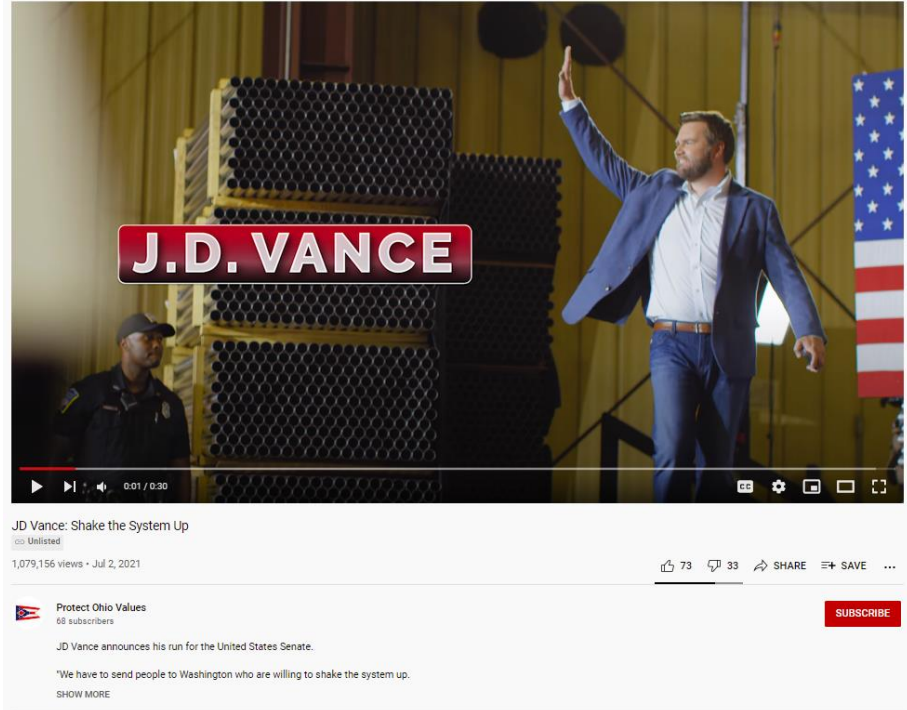 J.D. VANCE
0:01 / 0:30
CC
JD Vance: Shake the System Up
Unlisted
1,079,156 views • Jul 2, 2021
73
33
SHARE
SAVE
Protect Ohio Values
68 subscribers
SUBSCRIBE
JD Vance announces his run for the United States Senate.
"We have to send people to Washington who are willing to shake the system up.
SHOW MORE